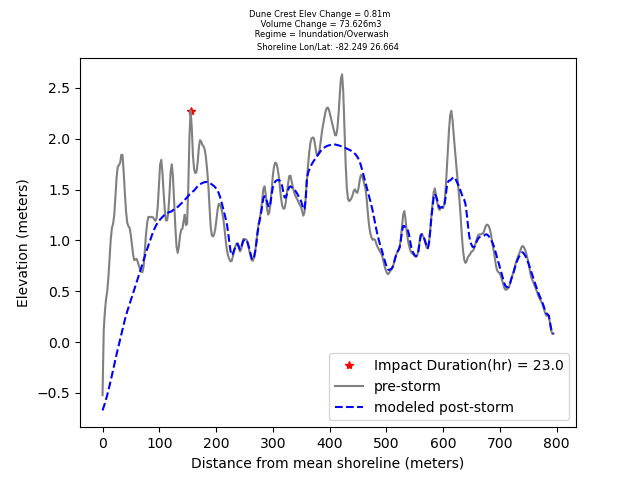 Dune Crest Elev Change = 0.81m
Volume Change = 73.626m3
Regime = Inundation/Overwash
Shoreline Lon/Lat: -82.249 26.664
2.5
2.0
1.5
1.0
0.5
0.0
−0.5
Elevation (meters)
Impact Duration(hr) = 23.0
pre-storm
modeled post-storm
0 100 200 300 400 500 600 700 800
Distance from mean shoreline (meters)